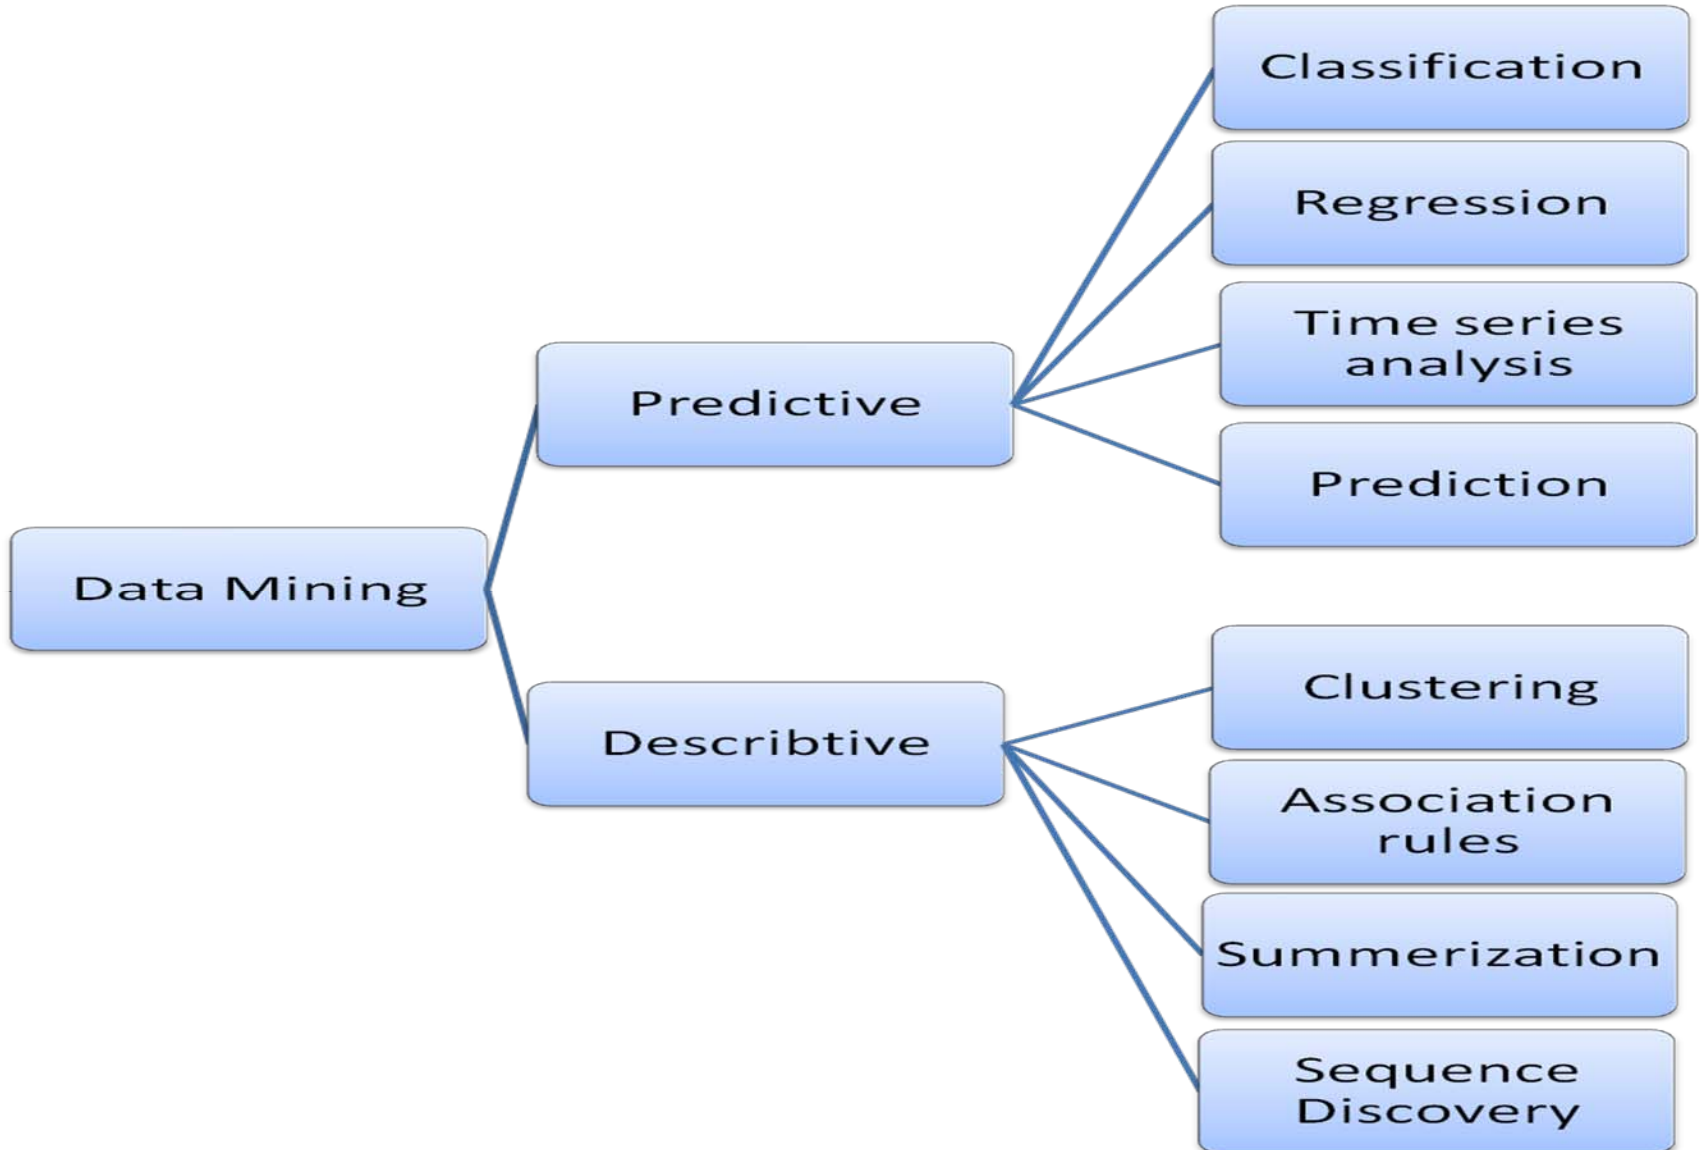 Classification
Regression
Time series
analysis
Predictive
Prediction
Data Mining
Clustering
Describtive
Association
rules
Summerization
Sequence
Discovery